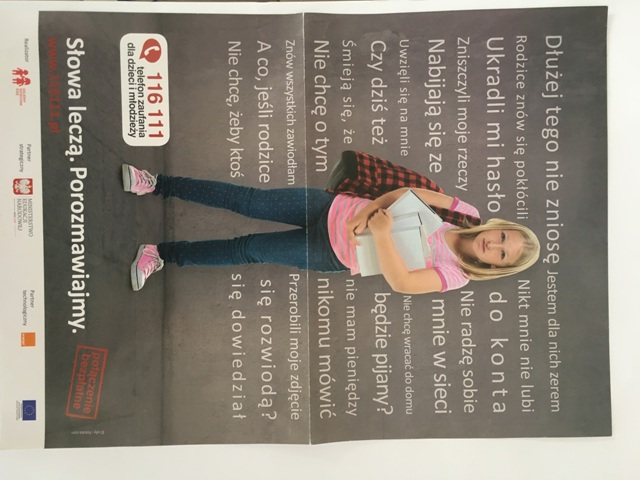 Dłużej tego nie zniosę Jestem dla nich zerem
Rodzice znów się pokłócili Nikt mnie nie lubi
Ukradli mi hasło do konta
Zniszczyli moje rzeczy Nie radzę sobie
Nabijają się ze mnie w sieci
Uwzięli się na mnie Nie chcę wracać do domu
Czy dziś też będzie pijany?
Śmieją się, że nie mam pieniędzy
Nie chcę o tym nikomu mówić
Znów wszystkich zawiodłam Przerobili moje zdjęcie
A co, jeśli rodzice się rozwiodą?
Nie chcę, żeby ktoś się dowiedział
116 111
telefon zaufania
dla dzieci i młodzieży
połączenie
bezpłatne
Słowa leczą. Porozmawiajmy.
www.116111.pl
Realizator
Partner
strategiczny
MINISTERSTWO
EDUKACJI
NARODOWEJ
Partner
technologiczny